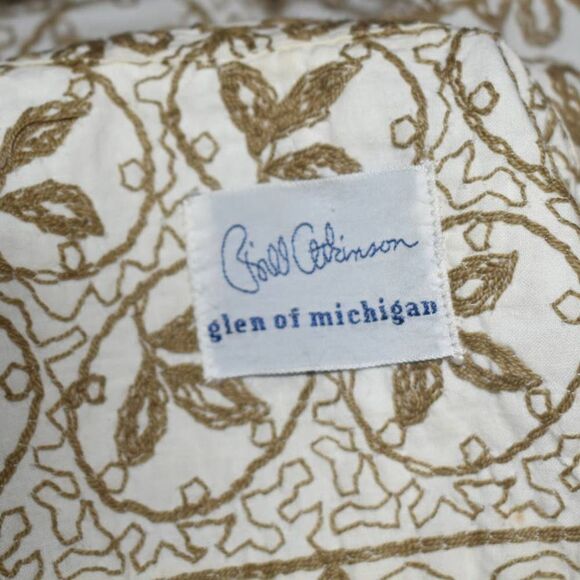 Bill Atkinson
glen of michigan